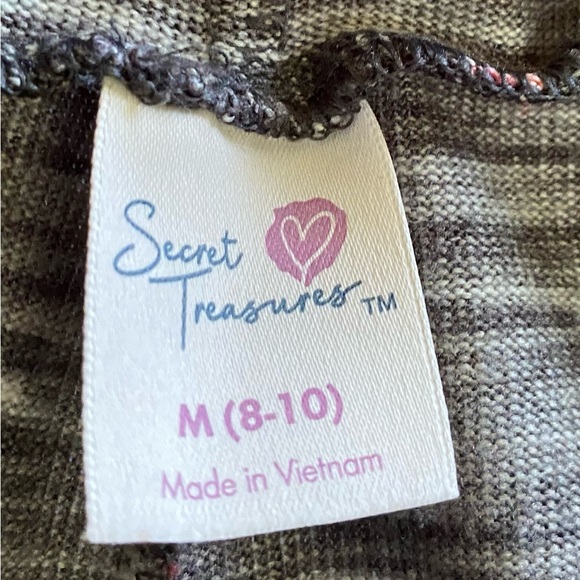 Secret
Treasures™
M (8-10)
Made in Vietnam